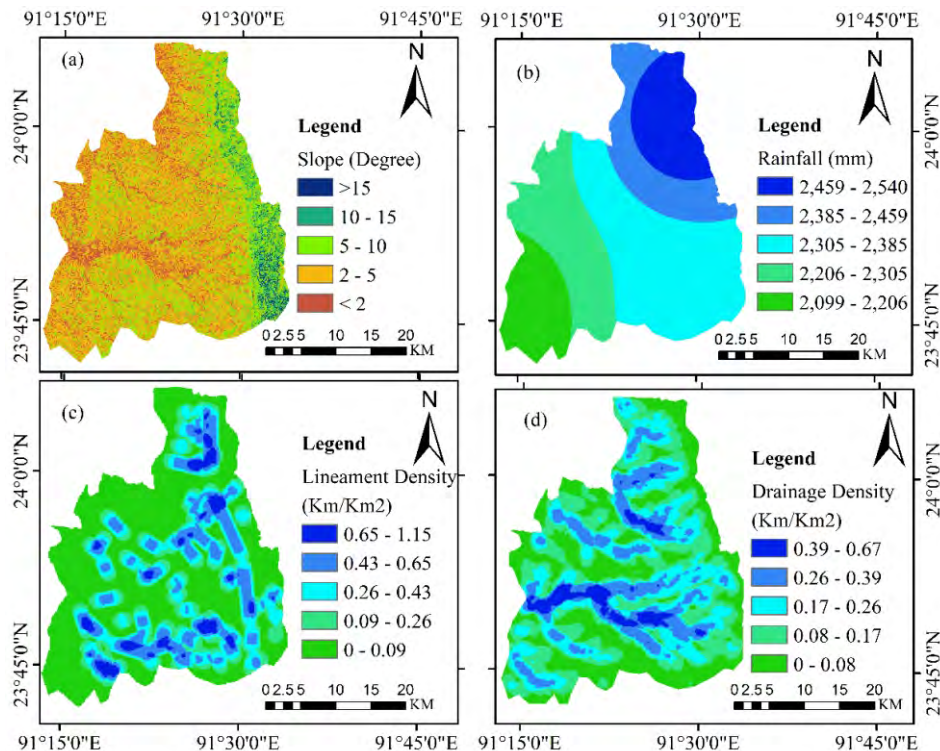 91°15'0"E 91°30'0"E 91°45'0"E 91°15'0"E 91°30'0"E 91°45'0"E
(a)
N
24°0'0"N
23°45'0"N
Legend
Slope (Degree)
>15
10 - 15
5 - 10
2 - 5
< 2
0 2.5 5 10 15 20
KM
(b)
N
24°0'0"N
23°45'0"N
Legend
Rainfall (mm)
2,459 - 2,540
2,385 - 2,459
2,305 - 2,385
2,206 - 2,305
2,099 - 2,206
0 2.5 5 10 15 20
KM
(c)
N
24°0'0"N
23°45'0"N
Legend
Lineament Density
(Km/Km2)
0.65 - 1.15
0.43 - 0.65
0.26 - 0.43
0.09 - 0.26
0 - 0.09
0 2.5 5 10 15 20
KM
(d)
N
24°0'0"N
23°45'0"N
Legend
Drainage Density
(Km/Km2)
0.39 - 0.67
0.26 - 0.39
0.17 - 0.26
0.08 - 0.17
0 - 0.08
0 2.5 5 10 15 20
KM
91°15'0"E 91°30'0"E 91°45'0"E 91°15'0"E 91°30'0"E 91°45'0"E